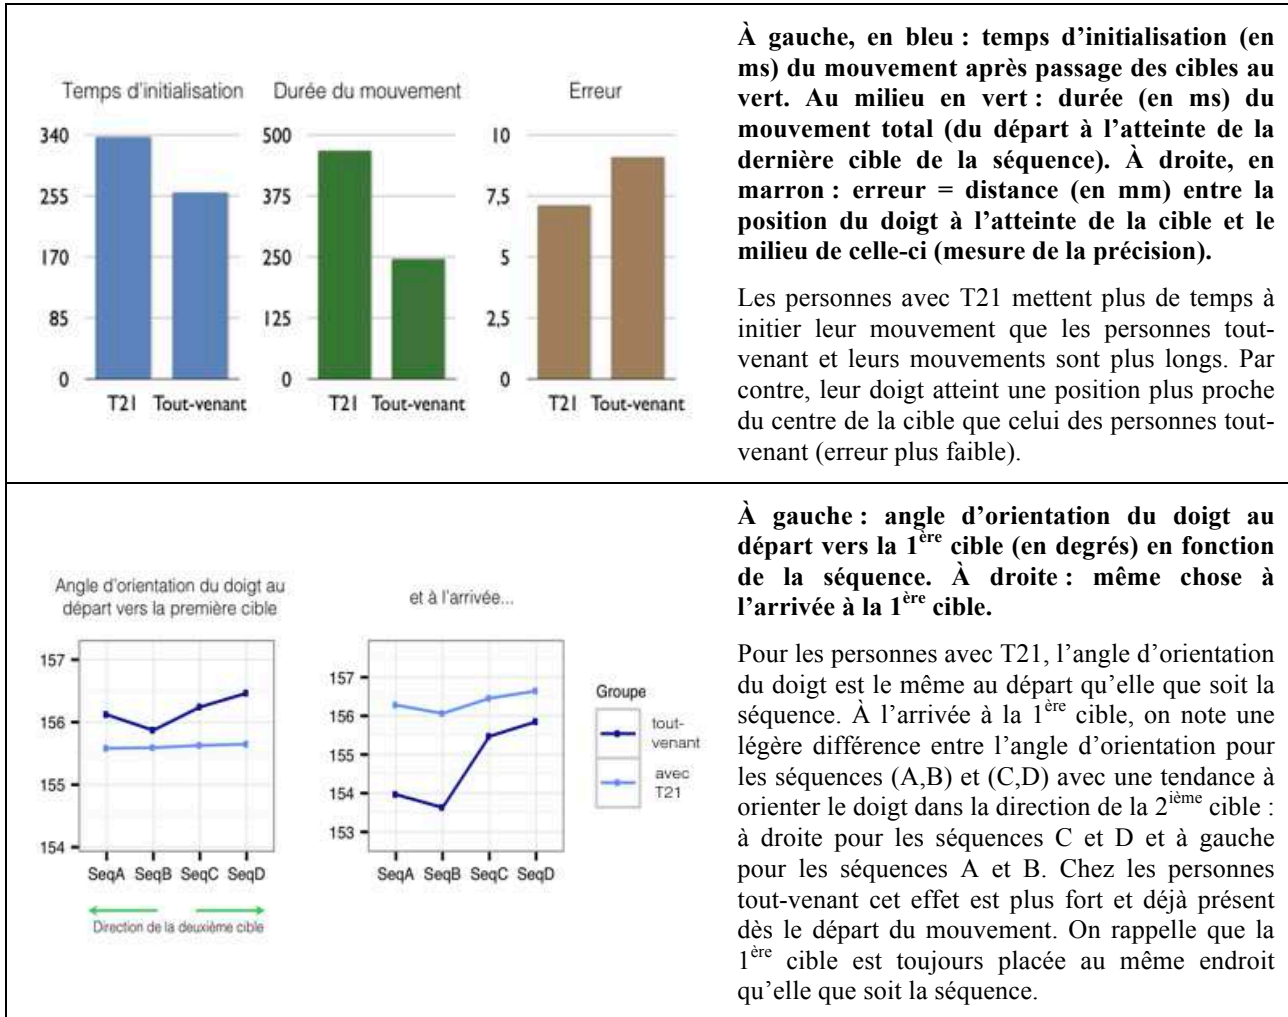 Temps d'initialisation
Durée du mouvement
Erreur
340
255
170
85
0
T21 Tout-venant
500
375
250
125
0
T21 Tout-venant
10
7,5
5
2,5
0
T21 Tout-venant
À gauche, en bleu : temps d'initialisation (en
ms) du mouvement après passage des cibles au
vert. Au milieu en vert : durée (en ms) du
mouvement total (du départ à l'atteinte de la
dernière cible de la séquence). À droite, en
marron : erreur = distance (en mm) entre la
position du doigt à l'atteinte de la cible et le
milieu de celle-ci (mesure de la précision).
Les personnes avec T21 mettent plus de temps à
initier leur mouvement que les personnes tout-
venant et leurs mouvements sont plus longs. Par
contre, leur doigt atteint une position plus proche
du centre de la cible que celui des personnes tout-
venant (erreur plus faible).
Angle d'orientation du doigt au
départ vers la première cible
157
156
155
154
SeqA SeqB SeqC SeqD
Direction de la deuxième cible
et à l'arrivée...
157
156
155
154
153
SeqA SeqB SeqC SeqD
Groupe
tout-
venant
avec
T21
À gauche : angle d'orientation du doigt au
départ vers la 1ère cible (en degrés) en fonction
de la séquence. À droite : même chose à
l'arrivée à la 1ère cible.
Pour les personnes avec T21, l'angle d'orientation
du doigt est le même au départ qu'elle que soit la
séquence. À l'arrivée à la 1ère cible, on note une
légère différence entre l'angle d'orientation pour
les séquences (A,B) et (C,D) avec une tendance à
orienter le doigt dans la direction de la 2ième cible :
à droite pour les séquences C et D et à gauche
pour les séquences A et B. Chez les personnes
tout-venant cet effet est plus fort et déjà présent
dès le départ du mouvement. On rappelle que la
1ère cible est toujours placée au même endroit
qu'elle que soit la séquence.